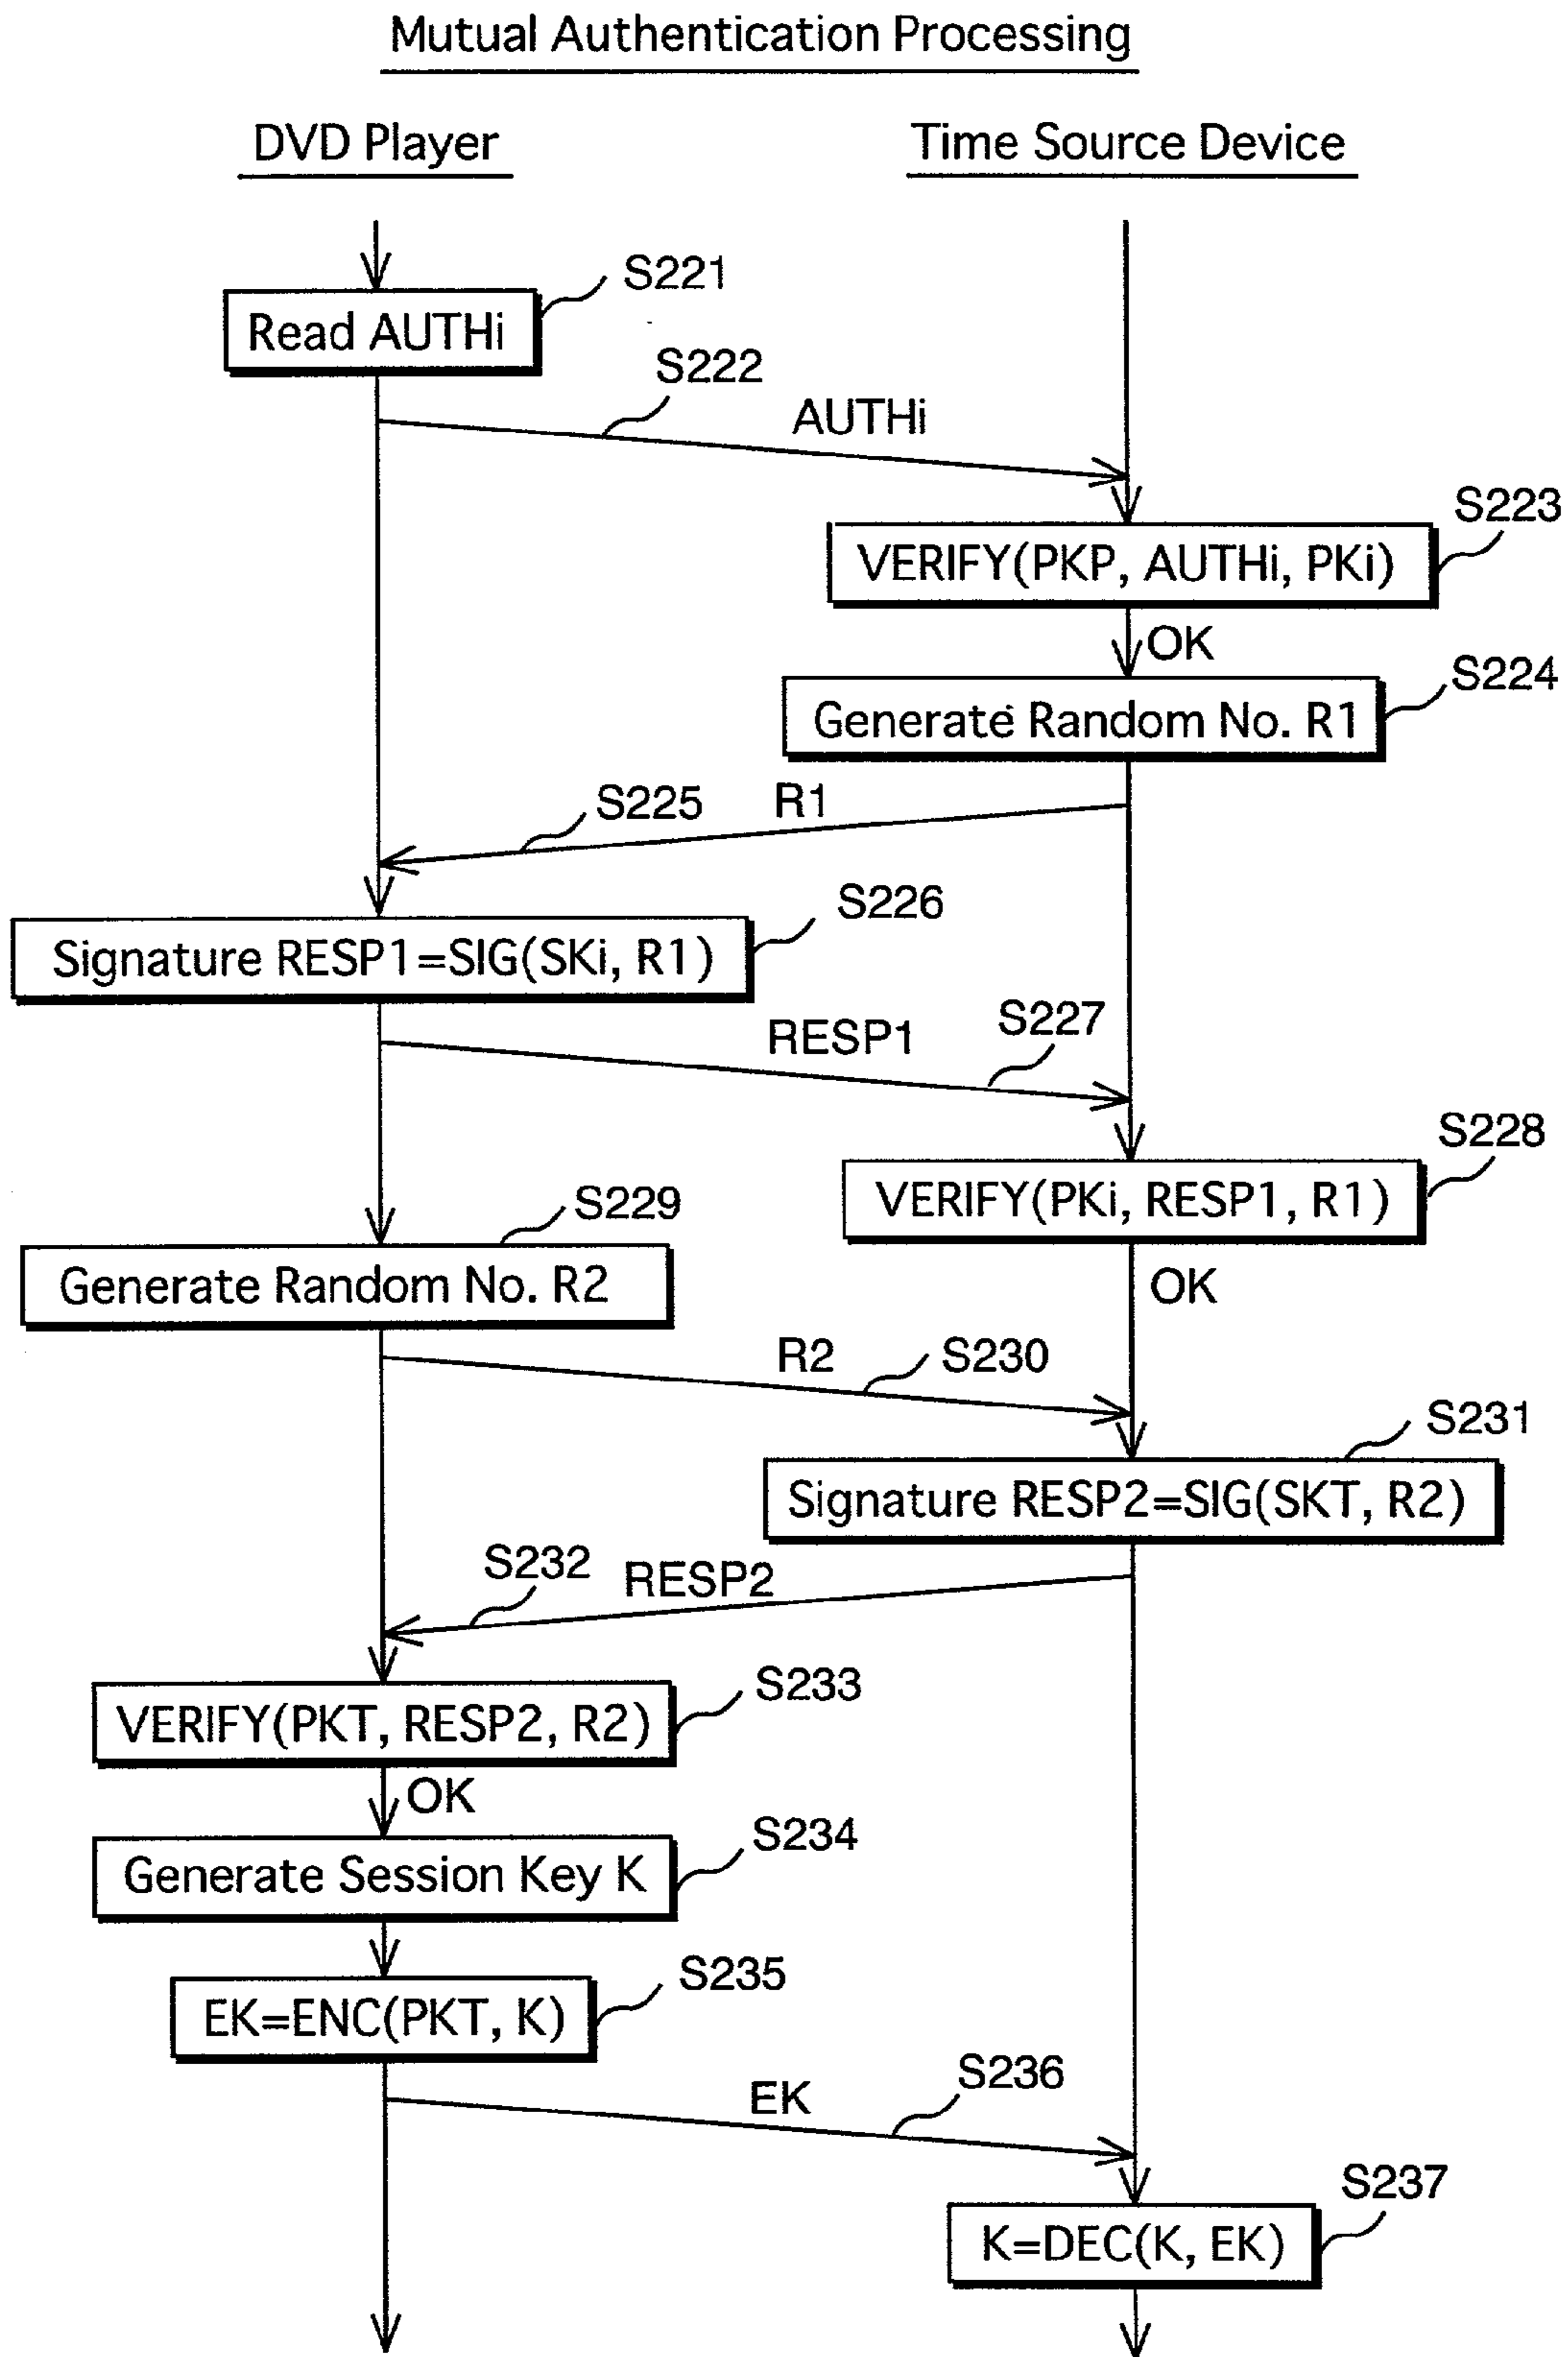 Mutual Authentication Processing
DVD Player
Time Source Device
S221
Read AUTHi
S222
AUTHi
S223
VERIFY(PKP, AUTHi, PKi)
OK
S224
Generate Random No. R1
S225
R1
S226
Signature RESP1=SIG(SKi, R1)
RESP1
S227
S228
VERIFY(PKi, RESP1, R1)
S229
Generate Random No. R2
OK
R2
S230
S231
Signature RESP2=SIG(SKT, R2)
S232
RESP2
S233
VERIFY(PKT, RESP2, R2)
OK
S234
Generate Session Key K
S235
EK=ENC(PKT, K)
EK
S236
S237
K=DEC(K, EK)